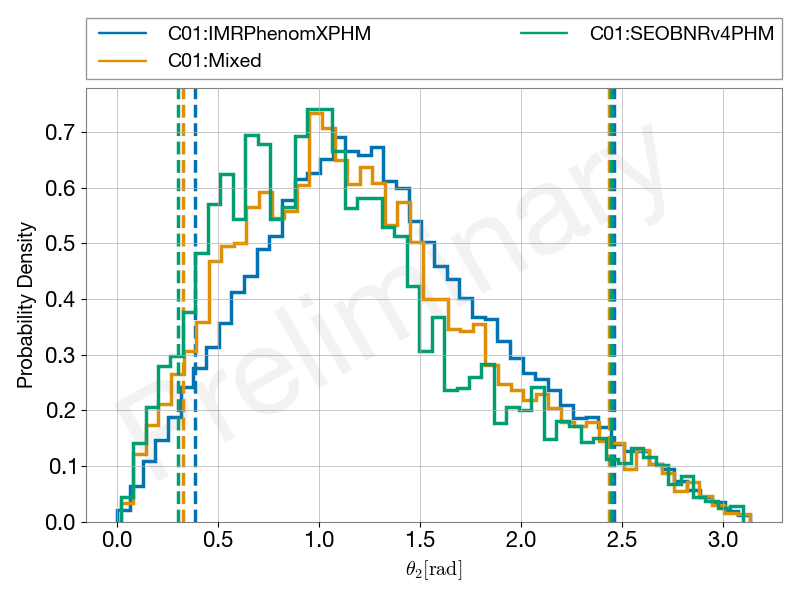 C01:IMRPhenomXPHM
C01:Mixed
C01:SEOBNRv4PHM
Preliminary
Probability Density
0.7
0.6
0.5
0.4
0.3
0.2
0.1
0.0
0.0 0.5 1.0 1.5 2.0 2.5 3.0
θ₂[rad]